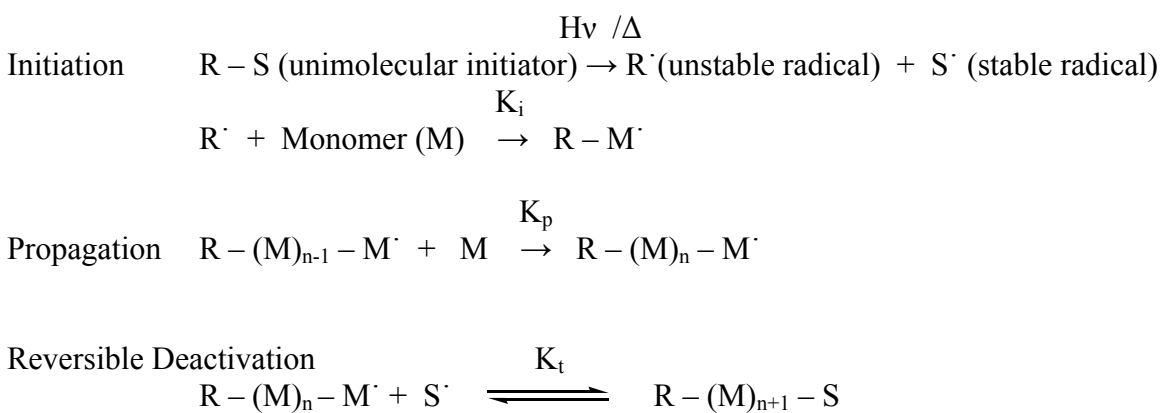 Hν /Δ
Initiation R – S (unimolecular initiator) → R˙(unstable radical) + S˙ (stable radical)
Kᵢ
R˙ + Monomer (M) → R – M˙
Kₚ
Propagation R – (M)ₙ₋₁ – M˙ + M → R – (M)ₙ – M˙
Reversible Deactivation Kₜ
R – (M)ₙ – M˙ + S˙ ⇌ R – (M)ₙ₊₁ – S